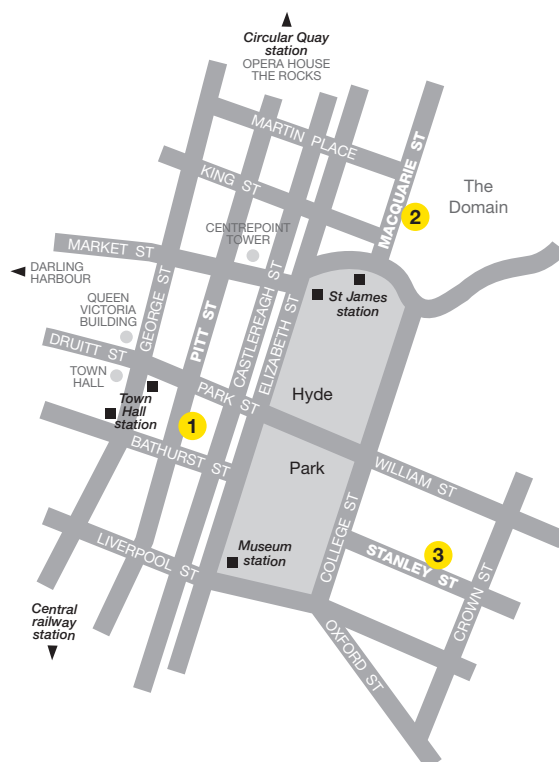 Circular Quay
station
OPERA HOUSE
THE ROCKS
MARTIN PLACE
KING ST
MACQUARIE ST
2
The
Domain
CENTREPOINT
TOWER
MARKET ST
DARLING
HARBOUR
St James
station
QUEEN
VICTORIA
BUILDING
GEORGE ST
PITT ST
CASTLEREAGH ST
ELIZABETH ST
DRUITT ST
TOWN
HALL
PARK ST
Hyde
Town
Hall
station
1
BATHURST ST
Park
WILLIAM ST
COLLEGE ST
3
STANLEY ST
CROWN ST
LIVERPOOL ST
Museum
station
OXFORD ST
Central
railway
station